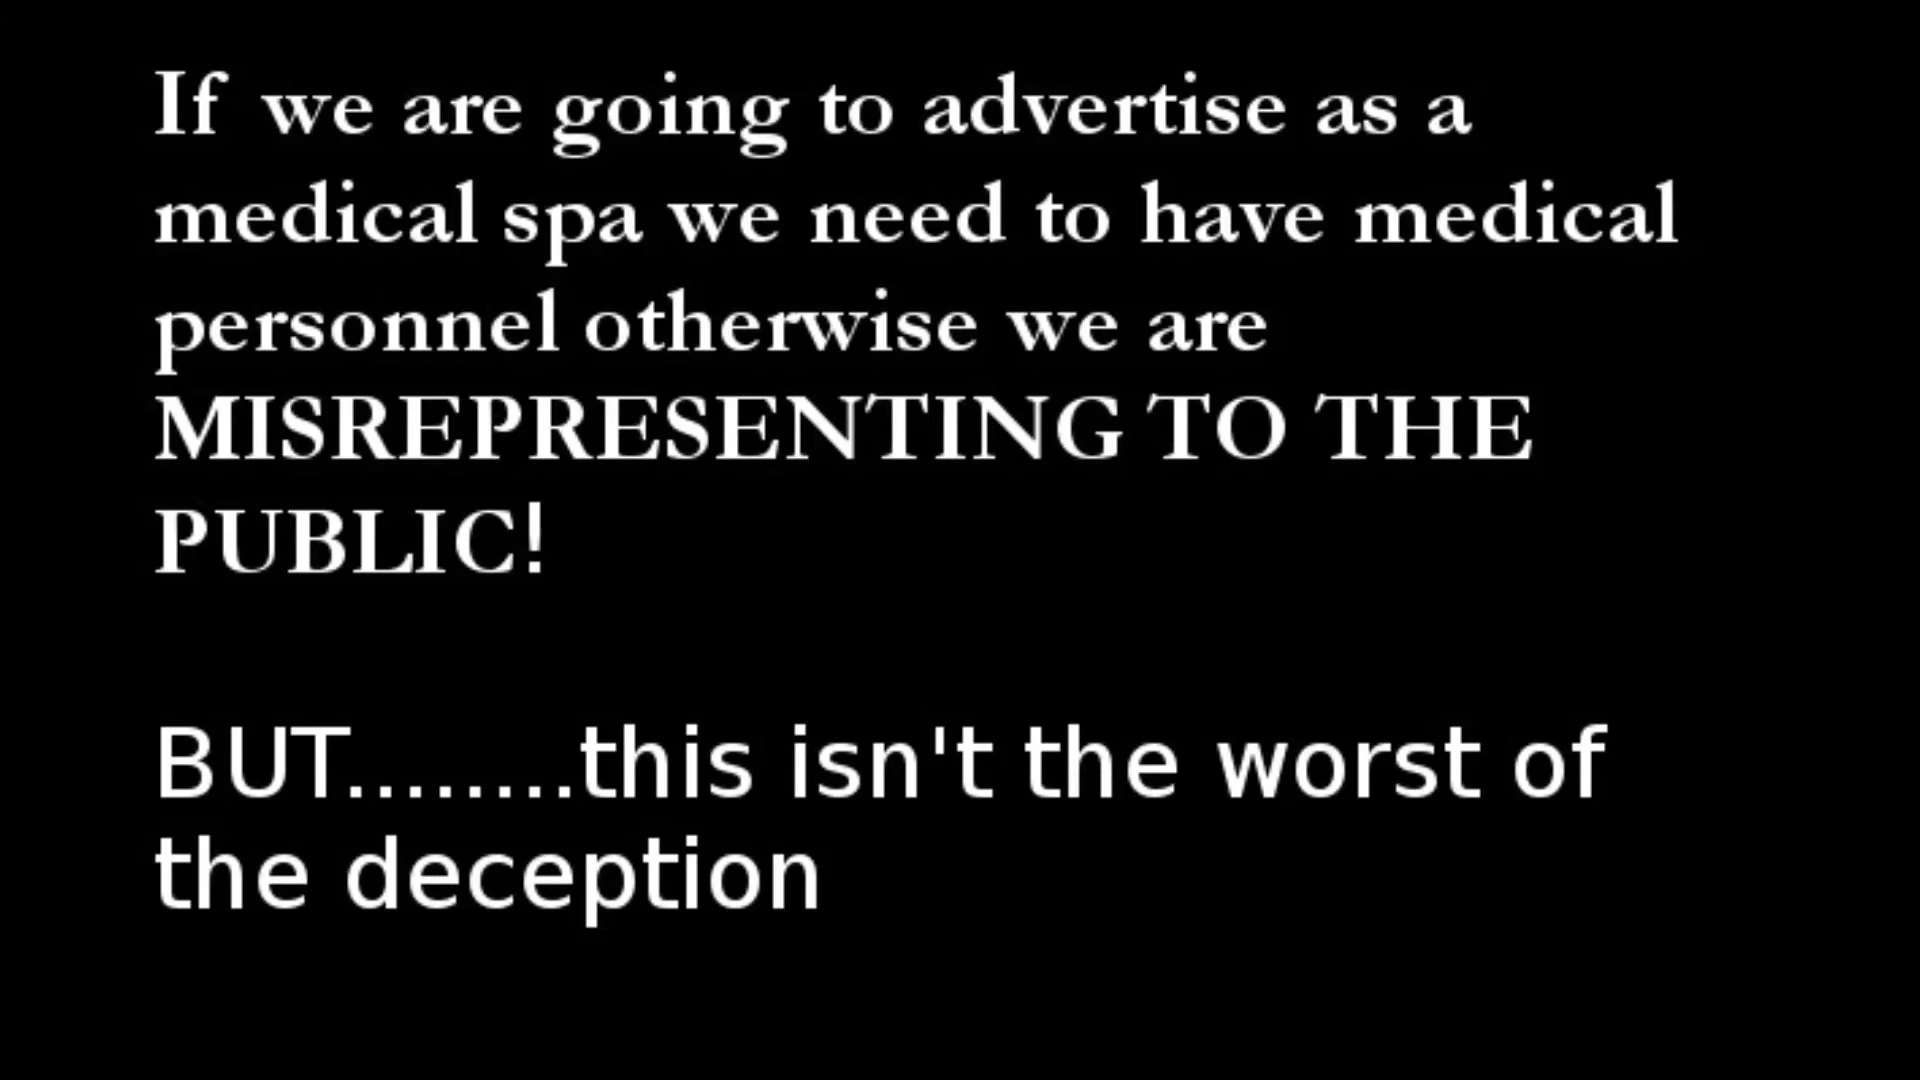 If we are going to advertise as a
medical spa we need to have medical
personnel otherwise we are
MISREPRESENTING TO THE
PUBLIC!
BUT........this isn't the worst of
the deception